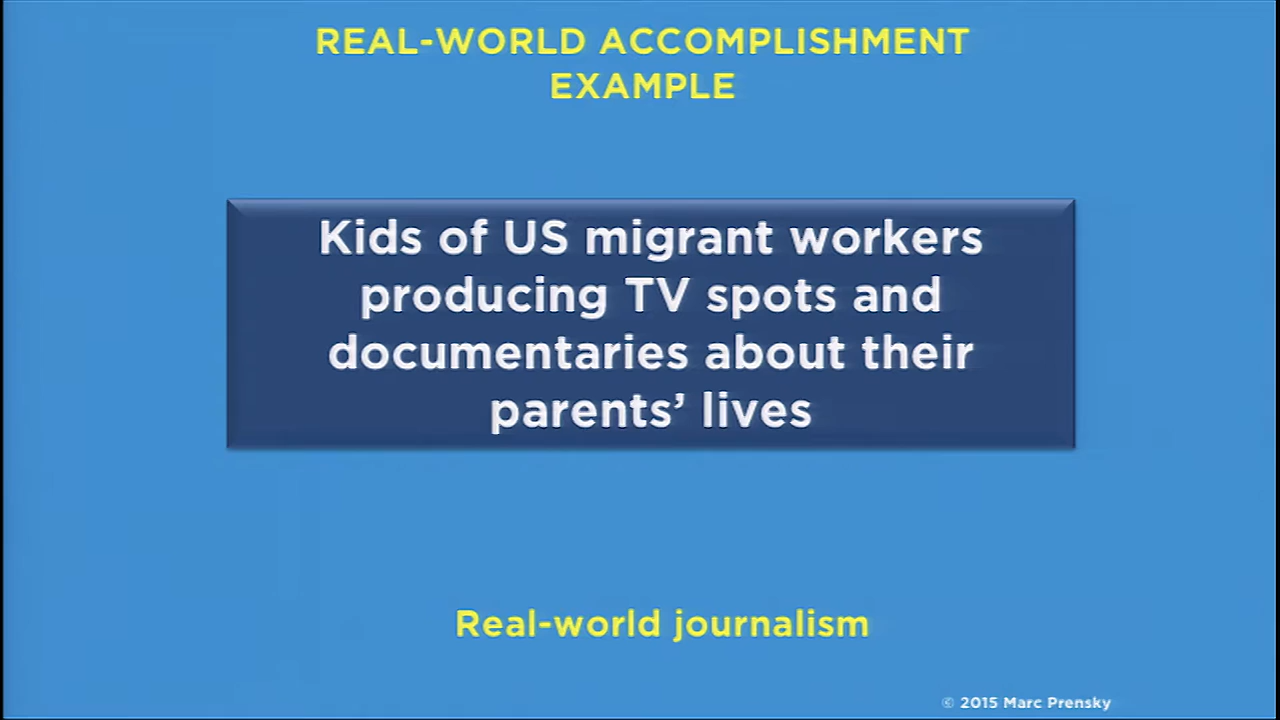 REAL-WORLD ACCOMPLISHMENT
EXAMPLE
Kids of US migrant workers
producing TV spots and
documentaries about their
parents’ lives
Real-world journalism
© 2015 Marc Prensky